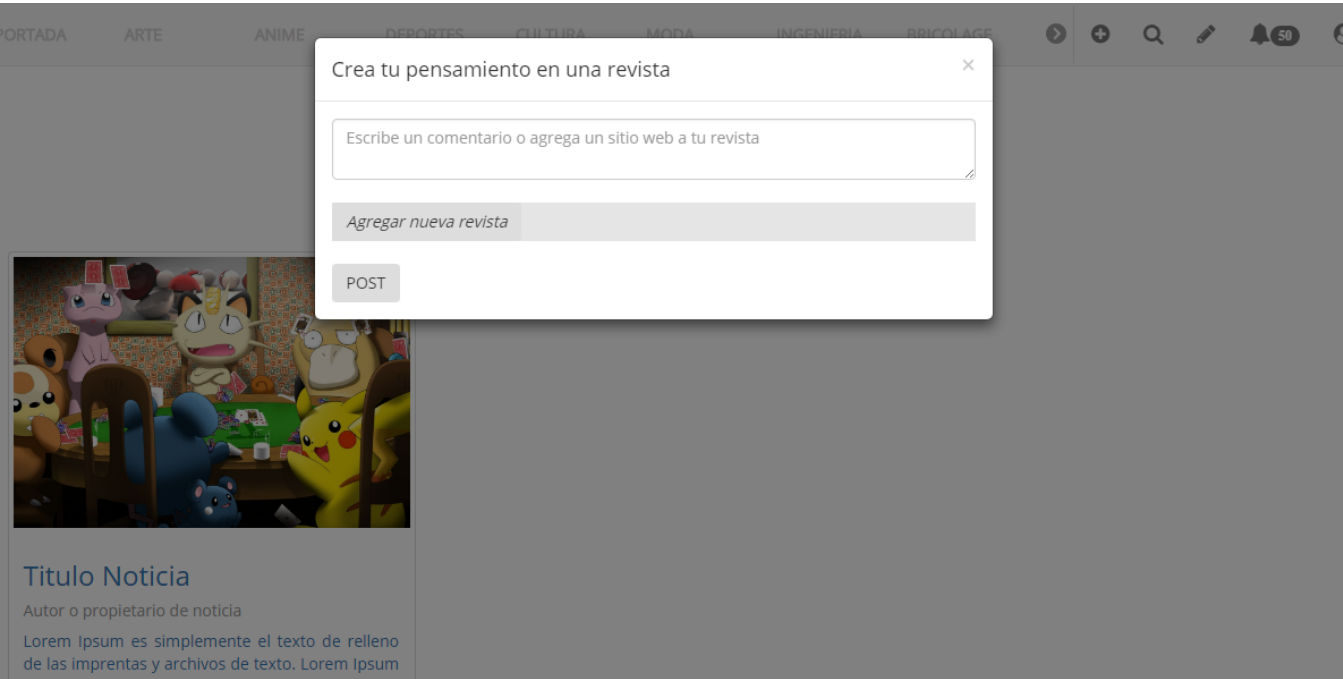 PORTADA ARTE ANIME DEPORTES CULTURA MODA INGENIERIA BRICOLAGE 50
Crea tu pensamiento en una revista ×
Escribe un comentario o agrega un sitio web a tu revista
Agregar nueva revista
POST
Titulo Noticia
Autor o propietario de noticia
Lorem Ipsum es simplemente el texto de relleno
de las imprentas y archivos de texto. Lorem Ipsum